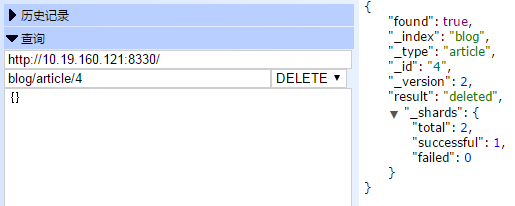 历史记录
查询
http://10.19.160.121:8330/
blog/article/4
DELETE ▼
{}
{
"found": true,
"_index": "blog",
"_type": "article",
"_id": "4",
"_version": 2,
"result": "deleted",
▼ "_shards": {
"total": 2,
"successful": 1,
"failed": 0
}
}